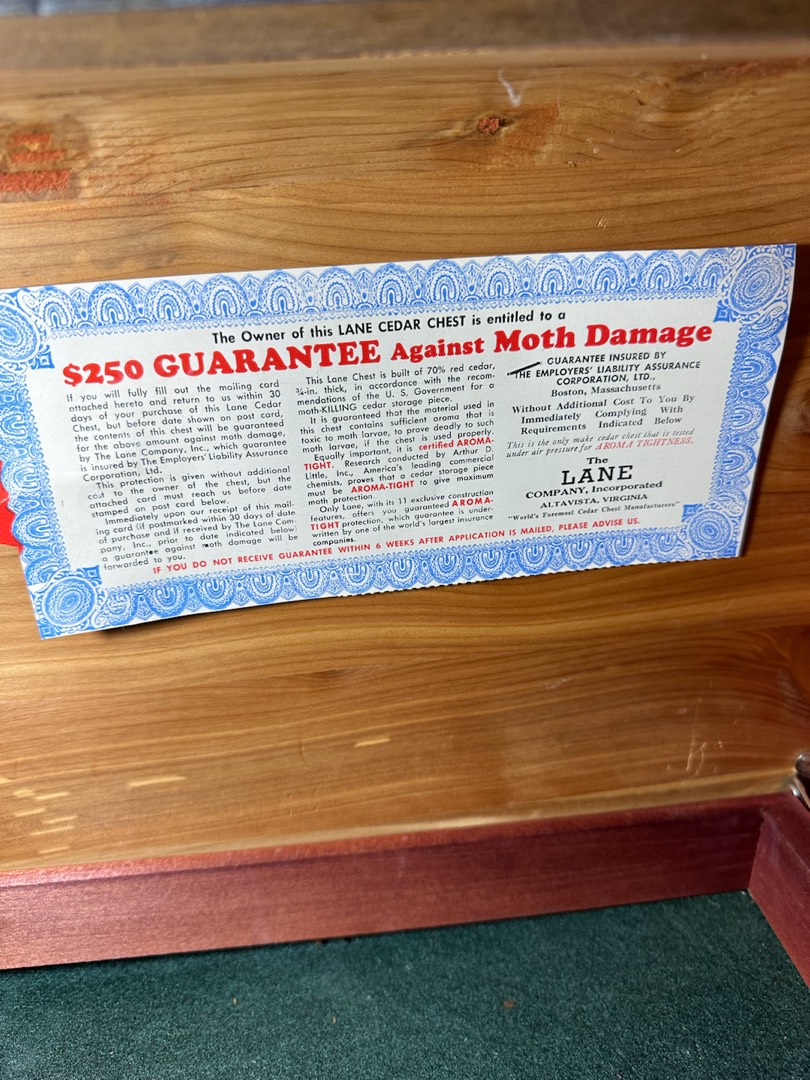 The Owner of this LANE CEDAR CHEST is entitled to a
$250 GUARANTEE Against Moth Damage
If you will fully fill out the mailing card
attached hereto and return to us within 30
days of your purchase of this Lane Cedar
Chest, but before date shown on post card,
the contents of this chest will be guaranteed
for the above amount against moth damage,
by The Lane Company, Inc., which guarantee
is insured by The Employers' Liability Assurance
Corporation, Ltd.
This protection is given without additional
cost to the owner of the chest, but the
attached card must reach us before date
stamped on post card below.
Immediately upon our receipt of this mail-
ing card (if postmarked within 30 days of date
of purchase and if received by The Lane Com-
pany, Inc., prior to date indicated below)
a guarantee against moth damage will be
forwarded to you.
This Lane Chest is built of 70% red cedar,
¾-in. thick, in accordance with the recom-
mendations of the U. S. Government for a
moth-KILLING cedar storage piece.
It is guaranteed that the material used in
this chest contains sufficient aroma that is
toxic to moth larvae, to prove deadly to such
moth larvae, if the chest is used properly.
Equally important, it is certified AROMA-
TIGHT. Research conducted by Arthur D.
Little, Inc., America's leading commercial
chemists, proves that a cedar storage piece
must be AROMA-TIGHT to give maximum
moth protection.
Only Lane, with its 11 exclusive construction
features, offers you guaranteed AROMA-
TIGHT protection, which guarantee is under-
written by one of the world's largest insurance
companies.
GUARANTEE INSURED BY
THE EMPLOYERS' LIABILITY ASSURANCE
CORPORATION, LTD.,
Boston, Massachusetts
Without Additional Cost To You By
Immediately Complying With
Requirements Indicated Below
This is the only make cedar chest that is tested
under air pressure for AROMA TIGHTNESS.
The
LANE
COMPANY, Incorporated
ALTAVISTA, VIRGINIA
"World's Foremost Cedar Chest Manufacturers"
IF YOU DO NOT RECEIVE GUARANTEE WITHIN 6 WEEKS AFTER APPLICATION IS MAILED, PLEASE ADVISE US.